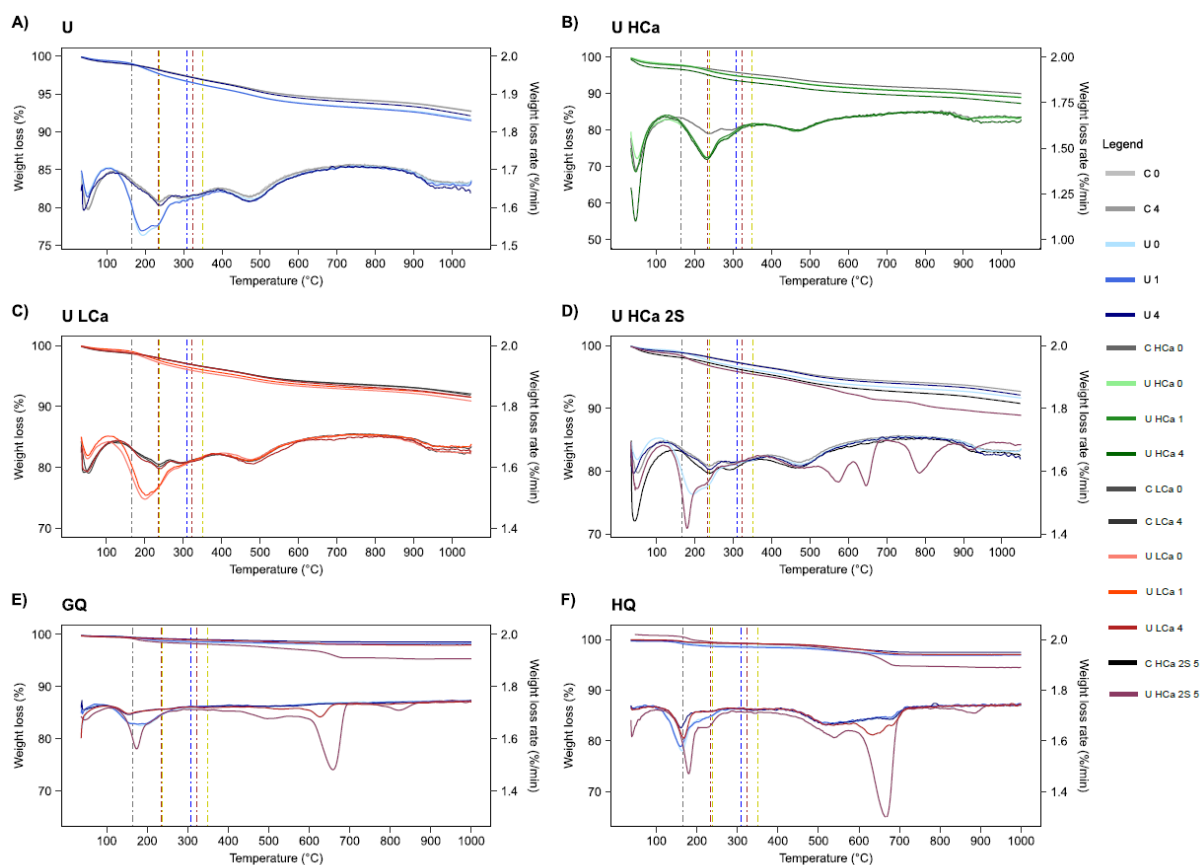 A) U
100
95
90
85
80
75
Weight loss (%)
2.0
1.9
1.8
1.7
1.6
1.5
Weight loss rate (%/min)
100 200 300 400 500 600 700 800 900 1000
Temperature (°C)
B) U HCa
100
90
80
70
60
50
Weight loss (%)
2.00
1.75
1.50
1.25
1.00
Weight loss rate (%/min)
100 200 300 400 500 600 700 800 900 1000
Temperature (°C)
C) U LCa
100
90
80
70
Weight loss (%)
2.0
1.8
1.6
1.4
Weight loss rate (%/min)
100 200 300 400 500 600 700 800 900 1000
Temperature (°C)
D) U HCa 2S
100
90
80
70
Weight loss (%)
2.0
1.8
1.6
1.4
Weight loss rate (%/min)
100 200 300 400 500 600 700 800 900 1000
Temperature (°C)
E) GQ
100
90
80
70
Weight loss (%)
2.0
1.9
1.8
1.7
1.6
1.5
1.4
1.3
Weight loss rate (%/min)
100 200 300 400 500 600 700 800 900 1000
Temperature (°C)
F) HQ
100
90
80
70
Weight loss (%)
2.0
1.8
1.6
1.4
Weight loss rate (%/min)
100 200 300 400 500 600 700 800 900 1000
Temperature (°C)
Legend
C 0
C 4
U 0
U 1
U 4
C HCa 0
U HCa 0
U HCa 1
U HCa 4
C LCa 0
C LCa 4
U LCa 0
U LCa 1
U LCa 4
C HCa 2S 5
U HCa 2S 5